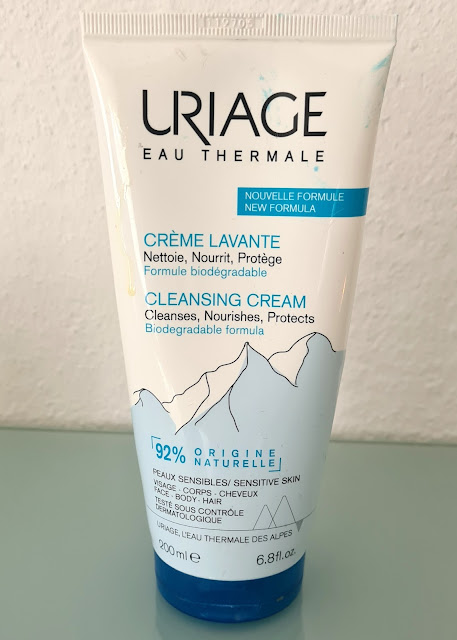 URIAGE
EAU THERMALE
NOUVELLE FORMULE
NEW FORMULA
CRÈME LAVANTE
Nettoie, Nourrit, Protège
Formule biodégradable
CLEANSING CREAM
Cleanses, Nourishes, Protects
Biodegradable formula
92% ORIGINE
NATURELLE
PEAUX SENSIBLES/ SENSITIVE SKIN
VISAGE - CORPS - CHEVEUX
FACE - BODY - HAIR
TESTÉ SOUS CONTRÔLE
DERMATOLOGIQUE
URIAGE, L'EAU THERMALE DES ALPES
200 ml e 6.8 fl.oz.